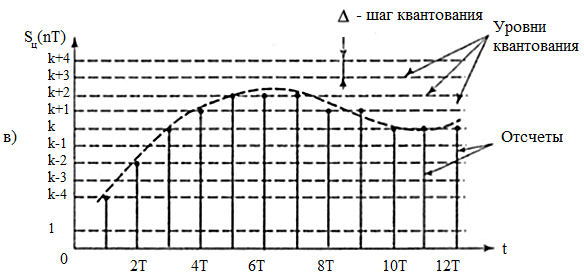 Δ - шаг квантования
Sц(nT)
Уровни
квантования
k+4
k+3
k+2
k+1
k
k-1
k-2
k-3
k-4
1
0
в)
Отсчеты
2T 4T 6T 8T 10T 12T
t